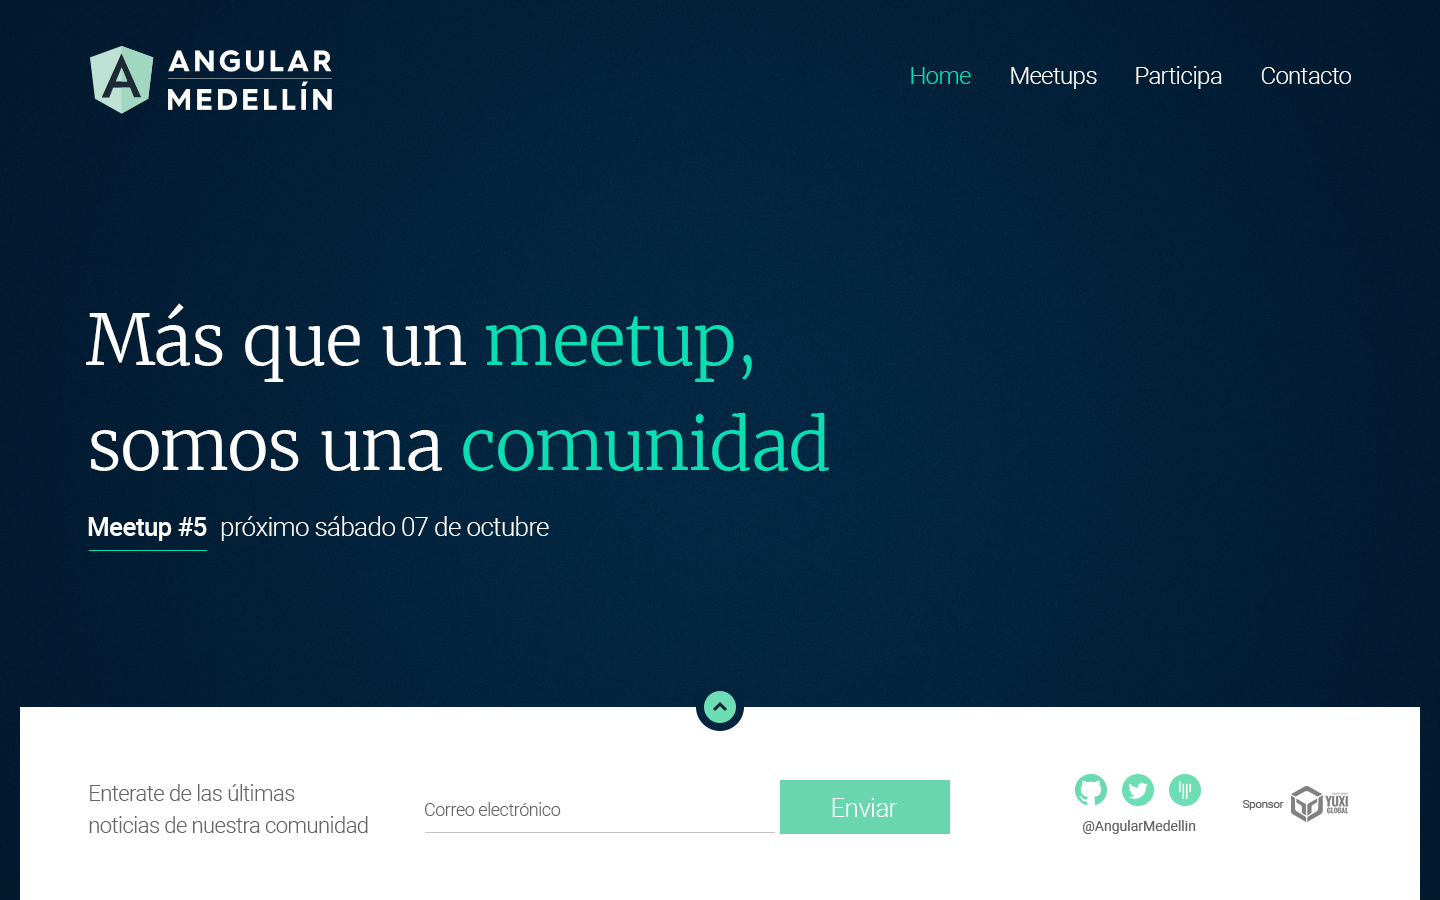 ANGULAR
MEDELLÍN
Home Meetups Participa Contacto
Más que un meetup,
somos una comunidad
Meetup #5 próximo sábado 07 de octubre
Enterate de las últimas
noticias de nuestra comunidad
Correo electrónico
Enviar
@AngularMedellin
Sponsor
YUXI
GLOBAL